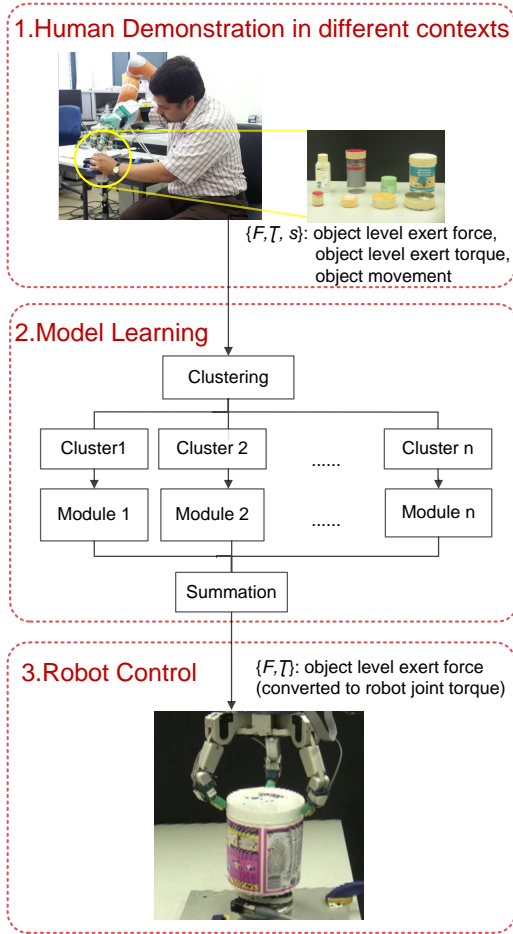 1.Human Demonstration in different contexts
{F,Ʈ, s}: object level exert force,
object level exert torque,
object movement
2.Model Learning
Clustering
Cluster1
Cluster 2
......
Cluster n
Module 1
Module 2
......
Module n
Summation
3.Robot Control
{F,Ʈ}: object level exert force
(converted to robot joint torque)